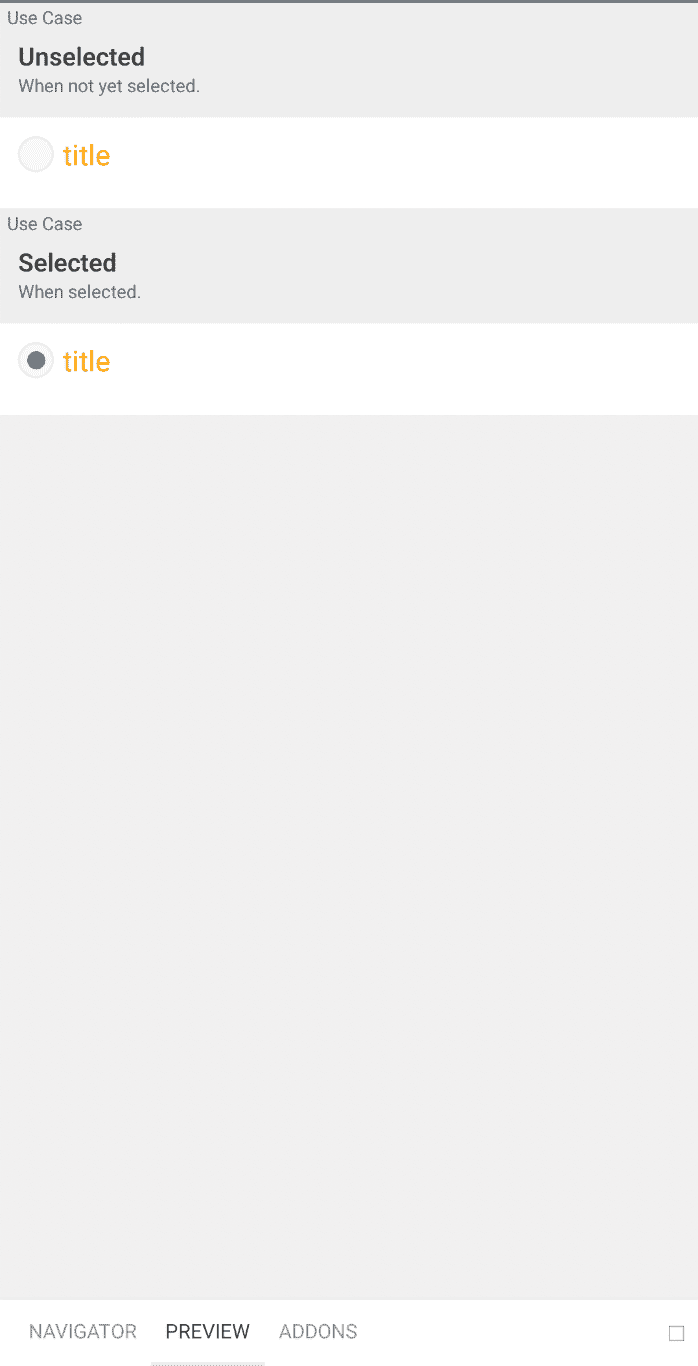 Use Case
Unselected
When not yet selected.
title
Use Case
Selected
When selected.
title
NAVIGATOR PREVIEW ADDONS